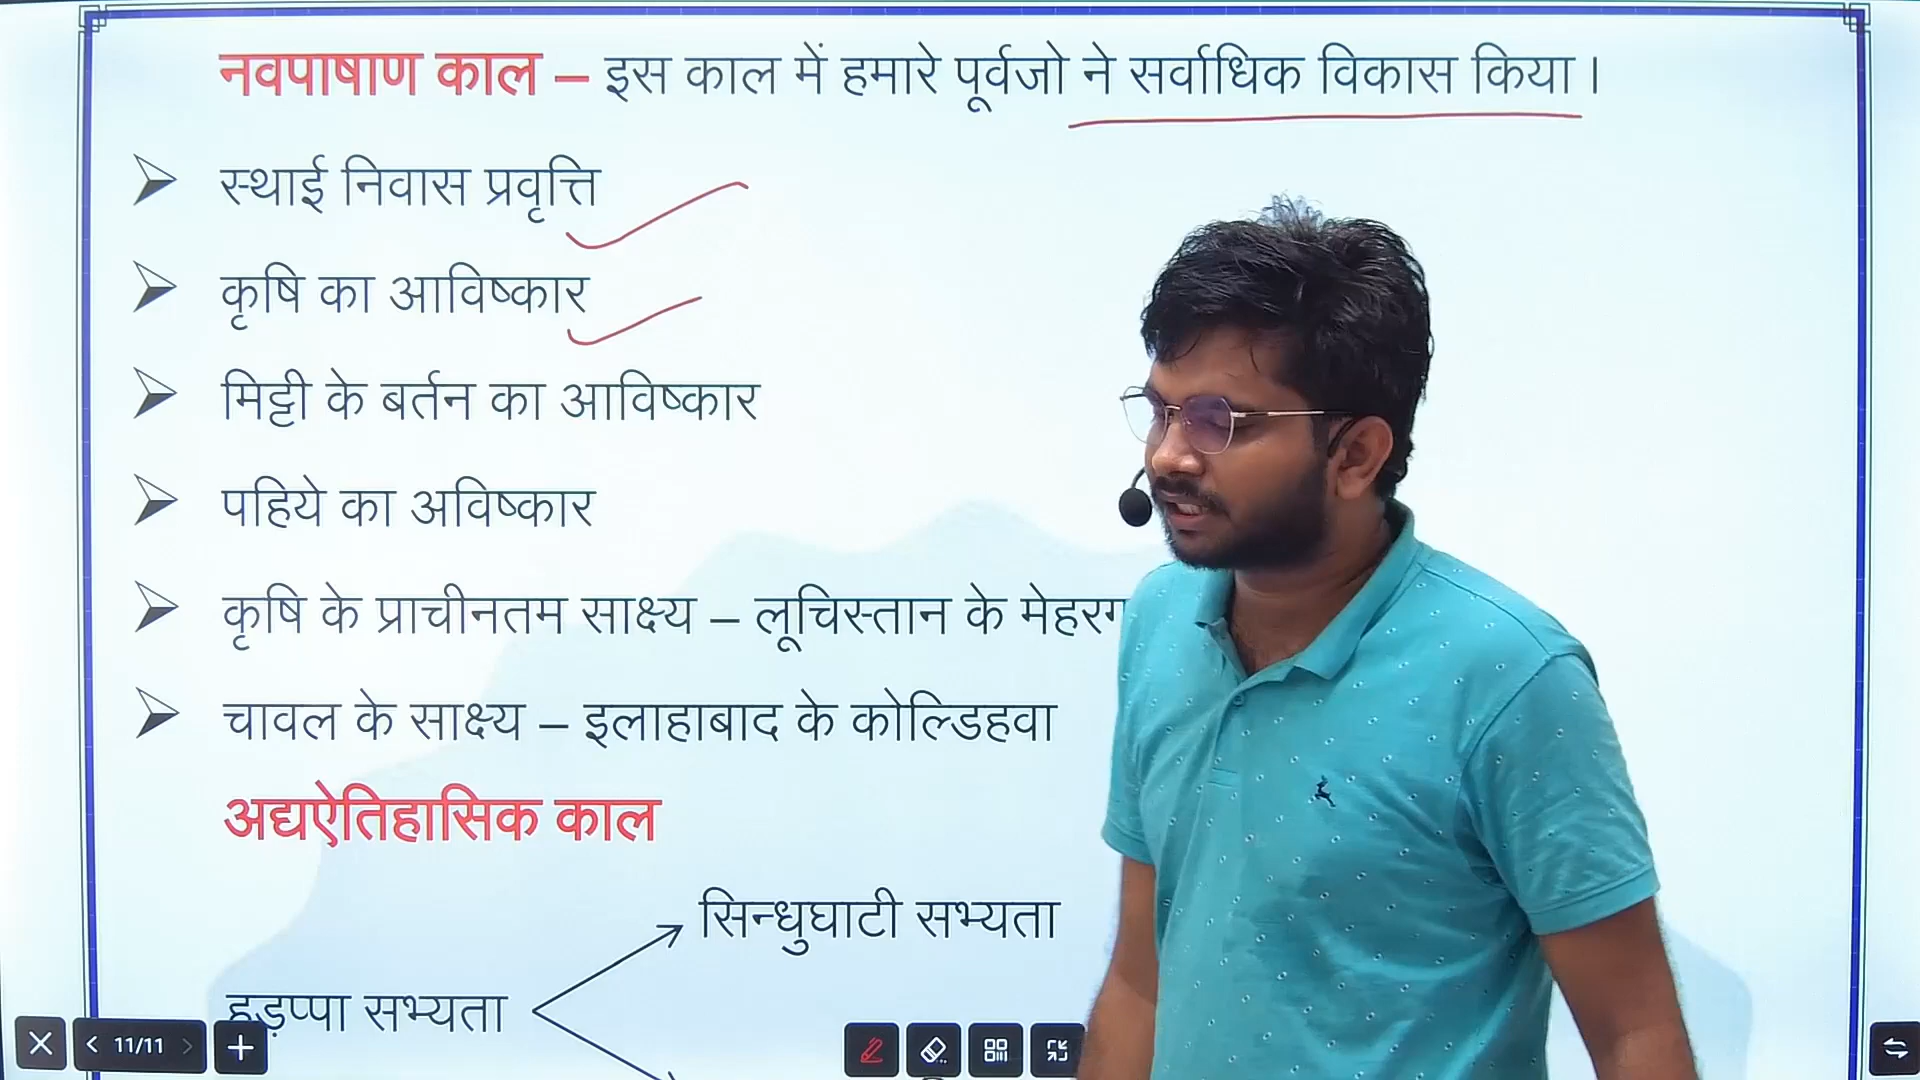 नवपाषाण काल – इस काल में हमारे पूर्वजो ने सर्वाधिक विकास किया।
स्थाई निवास प्रवृत्ति
कृषि का आविष्कार
मिट्टी के बर्तन का आविष्कार
पहिये का अविष्कार
कृषि के प्राचीनतम साक्ष्य – लूचिस्तान के
चावल के साक्ष्य – इलाहाबाद के कोल्डिहवा
अद्यऐतिहासिक काल
सिन्धुघाटी सभ्यता
हड़प्पा सभ्यता
11/11